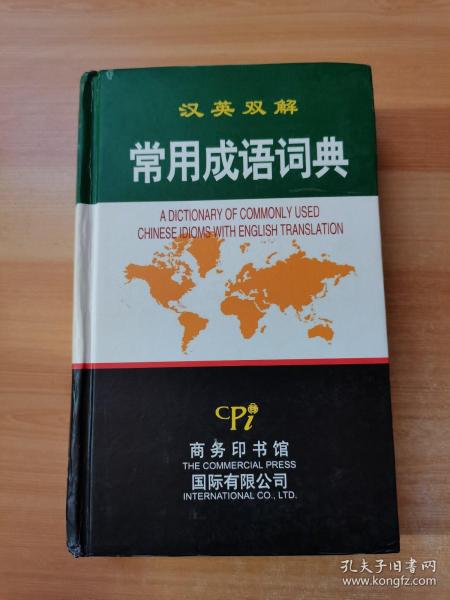 汉英双解
常用成语词典
A DICTIONARY OF COMMONLY USED
CHINESE IDIOMS WITH ENGLISH TRANSLATION
CPi
商务印书馆
THE COMMERCIAL PRESS
国际有限公司
INTERNATIONAL CO., LTD.
孔夫子旧书网
www.kongfz.com